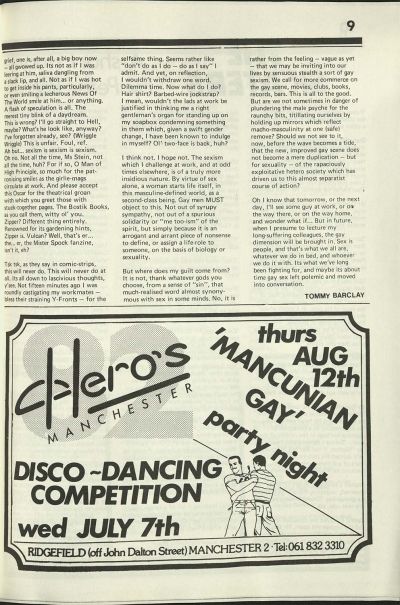 9
grief, one is, after all, a big boy now
– all growed up. Its not as if I was
leering at him, saliva dangling from
a slack lip, and all. Not as if I was hot
to get inside his pants, particularly,
or even smiling a lecherous News Of
The World smile at him... or anything.
A flash of speculation is all. The
merest tiny blink of a daydream.
This is wrong? I'll go straight to Hell,
maybe? What's he look like, anyway?
I've forgotten already, see? (Wriggle
Wriggle) This is unfair. Foul, ref.
Ah but... sexism is sexism is sexism.
Oh no. Not all the time, Ms Stein, not
all the time, huh? For if so, O Man of
High Principle, so much for the pat-
ronising smiles as the girlie-mags
circulate at work. And please accept
this Oscar for the theatrical groan
with which you greet those with
stuck-together pages. The Bostik Books,
as you call them, witty ol' you.
Zipper? Different thing entirely.
Renowned for its gardening hints,
Zipper is. Vulcan? Well, that's er...
the.. er, the Motor Spock fanzine,
isn't it, eh?
Tsk tsk, as they say in comic-strips,
this will never do. This will never do at
all. Its all down to lascivious thoughts,
y'see. Not fifteen minutes ago I was
roundly castigating my workmates –
bless their straining Y-Fronts – for the
selfsame thing. Seems rather like
"don't do as I do – do as I say" I
admit. And yet, on reflection,
I wouldn't withdraw one word.
Dilemma time. Now what do I do?
Hair shirt? Barbed-wire jockstrap?
I mean, wouldn't the lads at work be
justified in thinking me a right
gentleman's organ for standing up on
my soapbox condemning something
in them which, given a swift gender
change, I have been known to indulge
in myself? Ol' two-face is back, huh?
I think not. I hope not. The sexism
which I challenge at work, and at odd
times elsewhere, is of a truly more
insidious nature. By virtue of sex
alone, a woman starts life itself, in
this masculine-defined world, as a
second-class being. Gay men MUST
object to this. Not out of syrupy
sympathy, not out of a spurious
solidarity or "me too-ism" of the
spirit, but simply because it is an
arrogant and arrant piece of nonsense
to define, or assign a life role to
someone, on the basis of biology or
sexuality.
But where does my guilt come from?
It is not, thank whatever gods you
choose, from a sense of "sin", that
much-realised word almost synony-
mous with sex in some minds. No, it is
rather from the feeling – vague as yet
– that we may be inviting into our
lives by sensuous stealth a sort of gay
sexism. We call for more commerce on
the gay scene, movies, clubs, books,
records, bars. This is all to the good.
But are we not sometimes in danger of
plundering the male psyche for the
raunchy bits, titillating ourselves by
holding up mirrors which reflect
macho-masculinity at one (safe)
remove? Should we not see to it,
now, before the wave becomes a tide,
that the new, improved gay scene does
not become a mere duplication – but
for sexuality – of the rapaciously
exploitative hetero society which has
driven us to this almost separatist
course of action?
Oh I know that tomorrow, or the next
day, I'll see some guy at work, or on
the way there, or on the way home,
and wonder what if... But in future,
when I presume to lecture my
long-suffering colleagues, the gay
dimension will be brought in. Sex is
people, and that's what we all are,
whatever we do in bed, and whoever
we do it with. Its what we've long
been fighting for, and maybe its about
time gay sex left polemic and moved
into conversation.
TOMMY BARCLAY
82
Hero's
MANCHESTER
thurs
AUG
12th
'MANCUNIAN
GAY'
party night
DISCO~DANCING
COMPETITION
wed JULY 7th
RIDGEFIELD (off John Dalton Street) MANCHESTER 2 · Tel: 061 832 3310